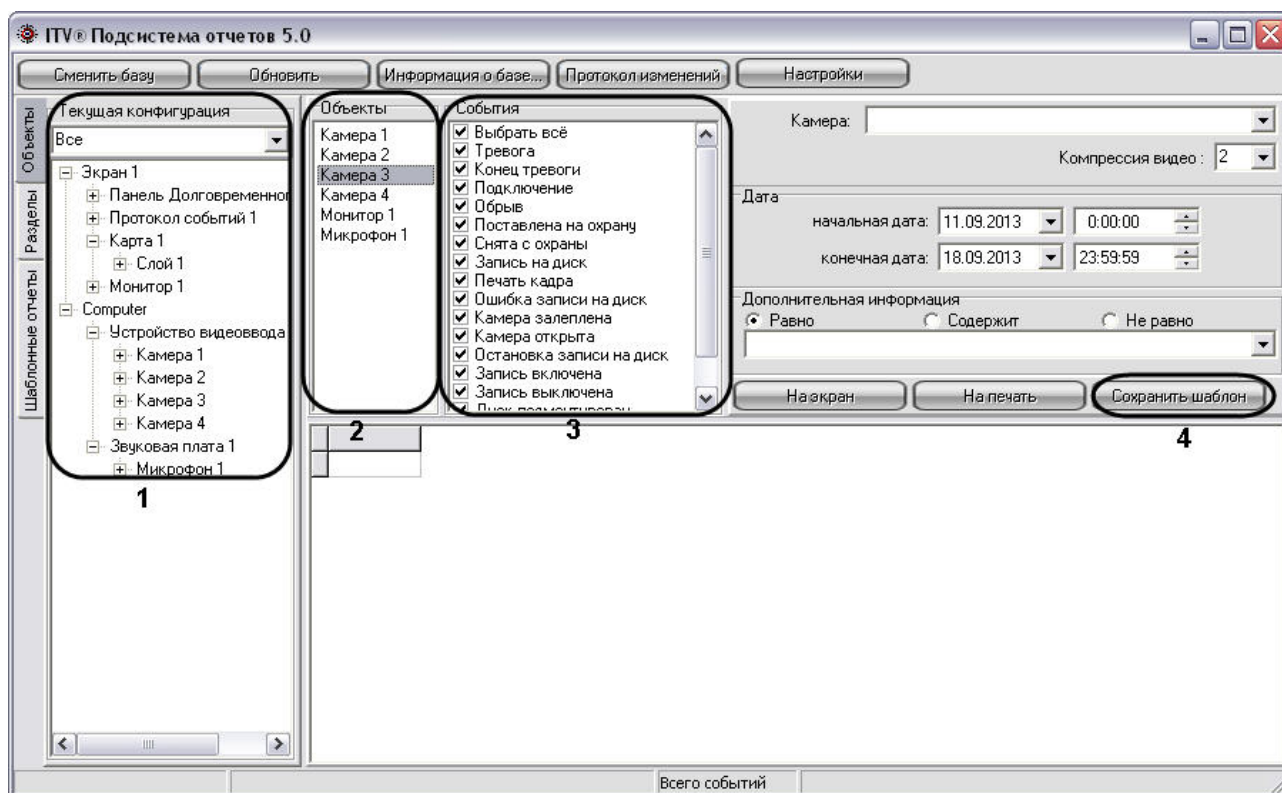 ITV® Подсистема отчетов 5.0
Сменить базу
Обновить
Информация о базе...
Протокол изменений
Настройки
Объекты
Разделы
Шаблонные отчеты
Текущая конфигурация
Все
Экран 1
Панель Долговременног
Протокол событий 1
Карта 1
Слой 1
Монитор 1
Computer
Устройство видеоввода
Камера 1
Камера 2
Камера 3
Камера 4
Звуковая плата 1
Микрофон 1
1
Объекты
Камера 1
Камера 2
Камера 3
Камера 4
Монитор 1
Микрофон 1
2
События
Выбрать всё
Тревога
Конец тревоги
Подключение
Обрыв
Поставлена на охрану
Снята с охраны
Запись на диск
Печать кадра
Ошибка записи на диск
Камера залеплена
Камера открыта
Остановка записи на диск
Запись включена
Запись выключена
3
Камера:
Компрессия видео : 2
Дата
начальная дата: 11.09.2013 0:00:00
конечная дата: 18.09.2013 23:59:59
Дополнительная информация
Равно Содержит Не равно
На экран
На печать
Сохранить шаблон
4
Всего событий